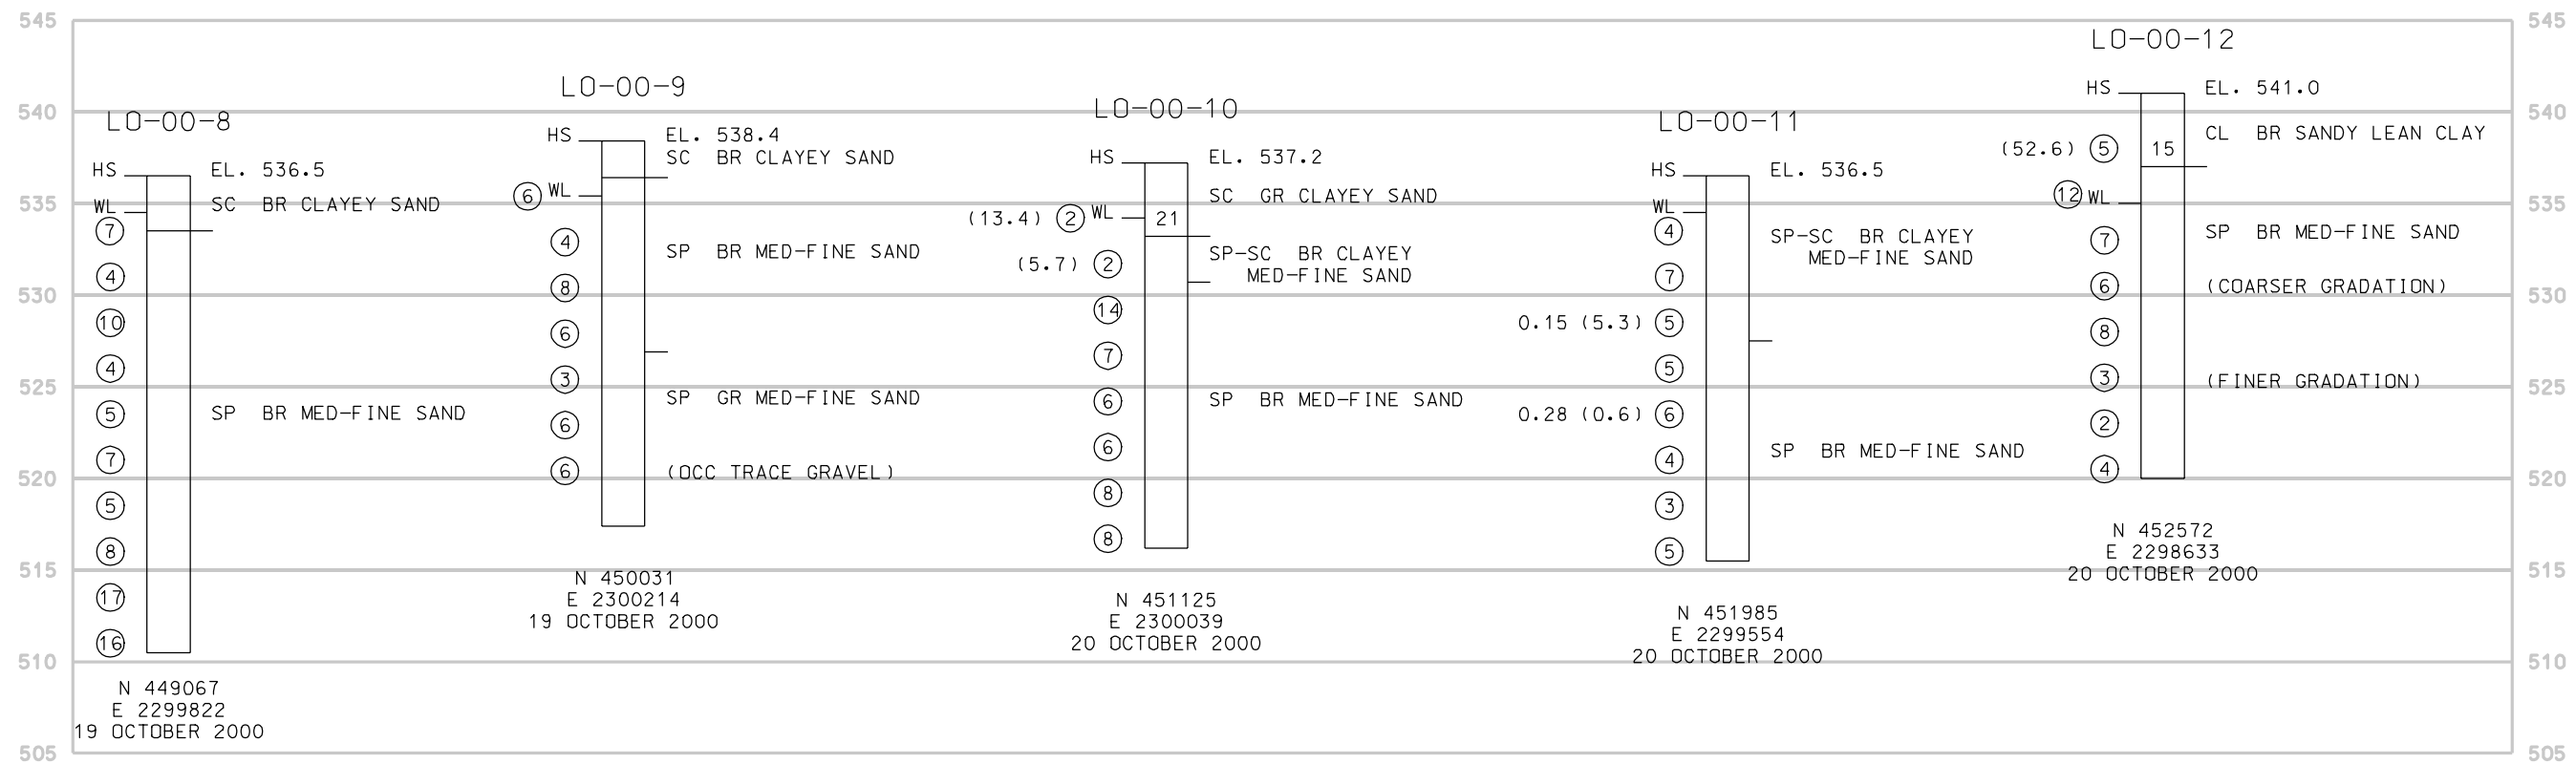 545
540
535
530
525
520
515
510
505
LO-00-8
HS
EL. 536.5
WL
SC BR CLAYEY SAND
7
4
10
4
5
SP BR MED-FINE SAND
7
5
8
17
16
N 449067
E 2299822
19 OCTOBER 2000
LO-00-9
HS
EL. 538.4
SC BR CLAYEY SAND
6 WL
4
SP BR MED-FINE SAND
8
6
3
SP GR MED-FINE SAND
6
6
(OCC TRACE GRAVEL)
N 450031
E 2300214
19 OCTOBER 2000
LO-00-10
HS
EL. 537.2
SC GR CLAYEY SAND
(13.4) 2 WL 21
SP-SC BR CLAYEY
MED-FINE SAND
(5.7) 2
14
7
6
SP BR MED-FINE SAND
6
8
8
N 451125
E 2300039
20 OCTOBER 2000
LO-00-11
HS
EL. 536.5
WL
4
SP-SC BR CLAYEY
MED-FINE SAND
7
0.15 (5.3) 5
5
0.28 (0.6) 6
4
SP BR MED-FINE SAND
3
5
N 451985
E 2299554
20 OCTOBER 2000
LO-00-12
HS
EL. 541.0
CL BR SANDY LEAN CLAY
(52.6) 5 15
12 WL
7
SP BR MED-FINE SAND
6
(COARSER GRADATION)
8
3
(FINER GRADATION)
2
4
N 452572
E 2298633
20 OCTOBER 2000
545
540
535
530
525
520
515
510
505